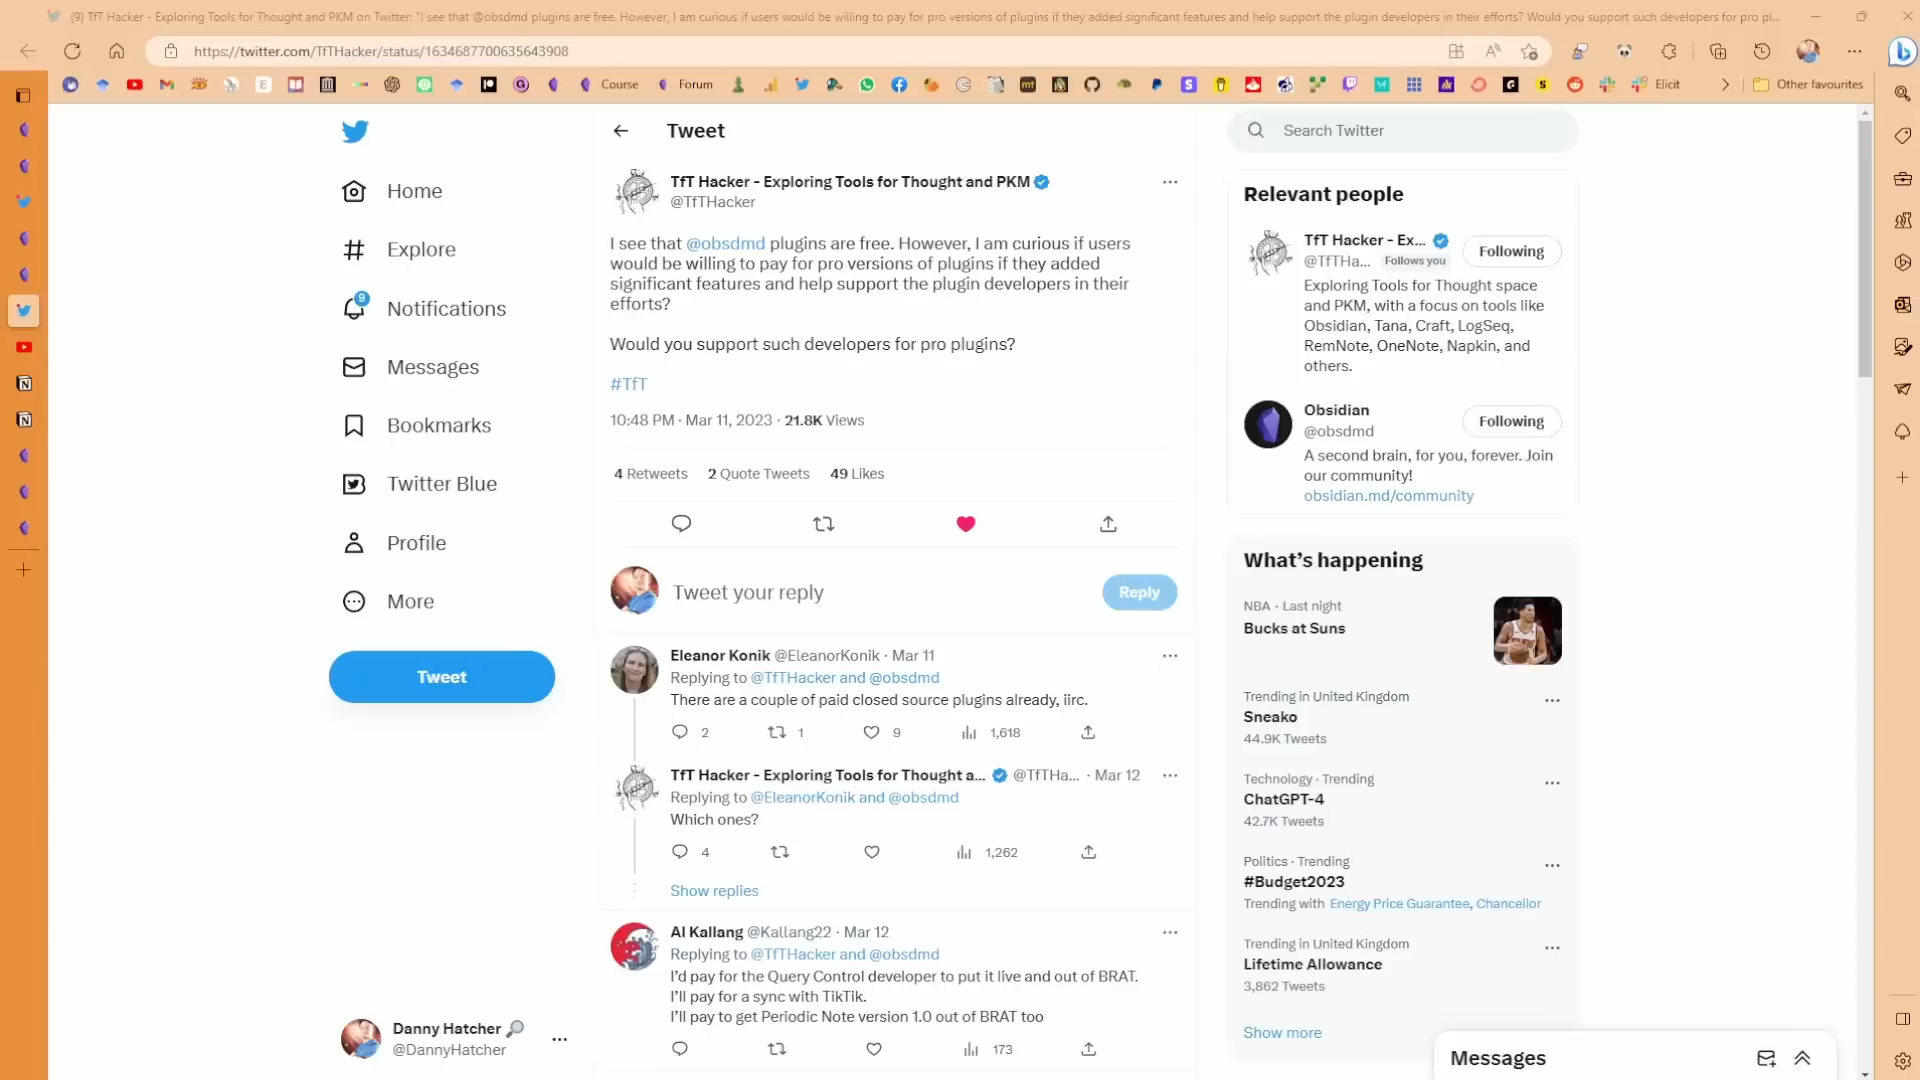 (9) TfT Hacker - Exploring Tools for Thought and PKM on Twitter: "I see that @obsdmd plugins are free. However, I am curious if users would be willing to pay for pro versions of plugins if they added significant features and help support the plugin developers in their efforts? Would you support such developers for pro pl...
https://twitter.com/TfTHacker/status/1634687700635643908
Course
Forum
Elicit
Other favourites
Home
Explore
9
Notifications
Messages
Bookmarks
Twitter Blue
Profile
More
Tweet
Danny Hatcher
@DannyHatcher
Tweet
TfT Hacker - Exploring Tools for Thought and PKM
@TfTHacker
I see that @obsdmd plugins are free. However, I am curious if users
would be willing to pay for pro versions of plugins if they added
significant features and help support the plugin developers in their
efforts?
Would you support such developers for pro plugins?
#TfT
10:48 PM · Mar 11, 2023 · 21.8K Views
4 Retweets 2 Quote Tweets 49 Likes
Tweet your reply
Reply
Eleanor Konik @EleanorKonik · Mar 11
Replying to @TfTHacker and @obsdmd
There are a couple of paid closed source plugins already, iirc.
2 1 9 1,618
TfT Hacker - Exploring Tools for Thought a... @TfTHa... · Mar 12
Replying to @EleanorKonik and @obsdmd
Which ones?
4 1,262
Show replies
Al Kallang @Kallang22 · Mar 12
Replying to @TfTHacker and @obsdmd
I'd pay for the Query Control developer to put it live and out of BRAT.
I'll pay for a sync with TikTik.
I'll pay to get Periodic Note version 1.0 out of BRAT too
173
Search Twitter
Relevant people
TfT Hacker - Ex...
@TfTHa... Follows you
Following
Exploring Tools for Thought space
and PKM, with a focus on tools like
Obsidian, Tana, Craft, LogSeq,
RemNote, OneNote, Napkin, and
others.
Obsidian
@obsdmd
Following
A second brain, for you, forever. Join
our community!
obsidian.md/community
What's happening
NBA · Last night
Bucks at Suns
Trending in United Kingdom
Sneako
44.9K Tweets
Technology · Trending
ChatGPT-4
42.7K Tweets
Politics · Trending
#Budget2023
Trending with Energy Price Guarantee, Chancellor
Trending in United Kingdom
Lifetime Allowance
3,862 Tweets
Show more
Messages